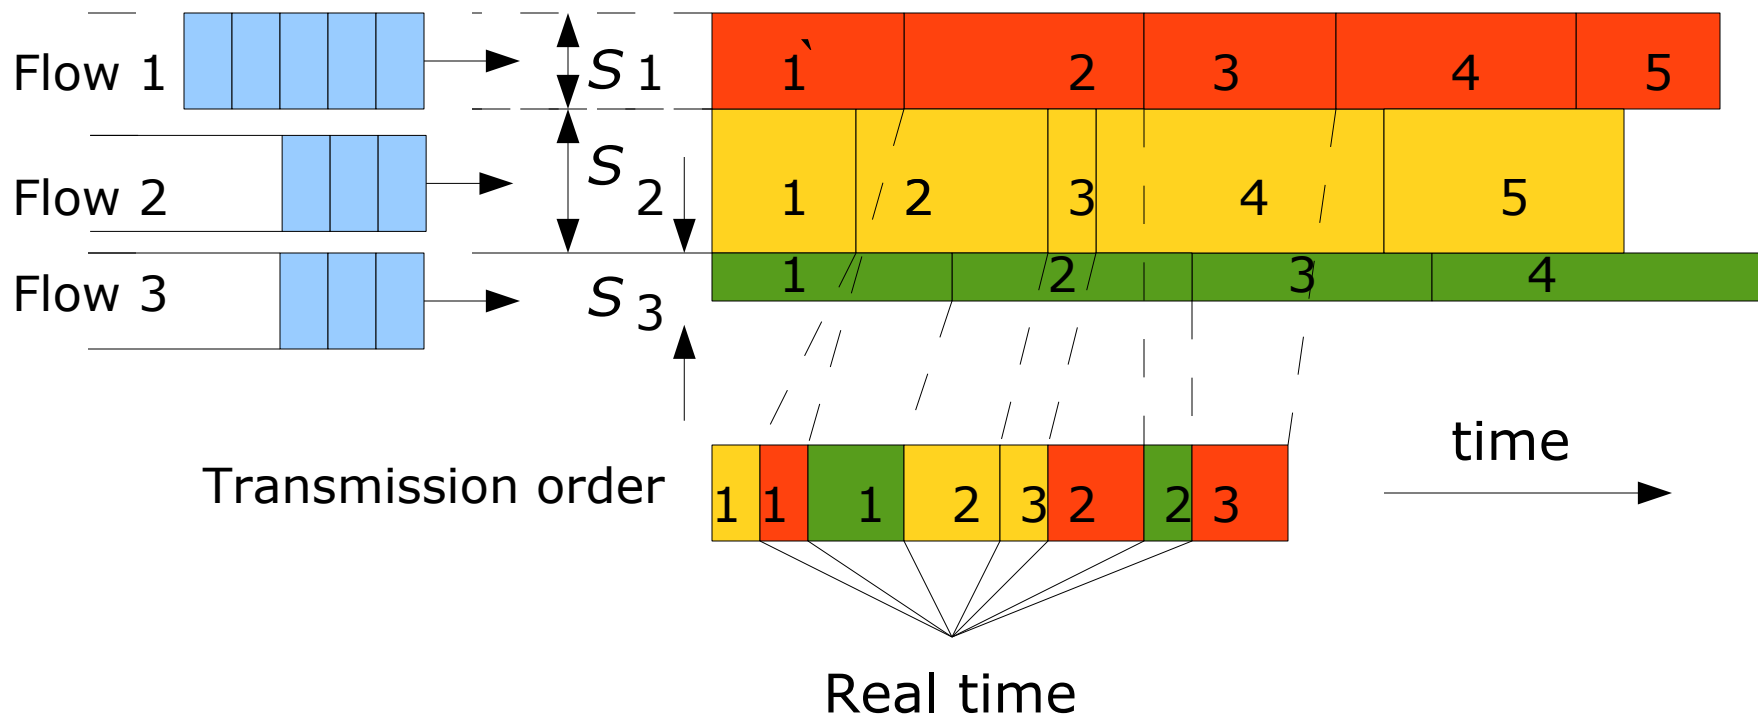 Flow 1 S 1 1` 2 3 4 5
Flow 2 S 2 1 2 3 4 5
Flow 3 S 3 1 2 3 4
Transmission order 1 1 1 2 3 2 2 3 time
Real time